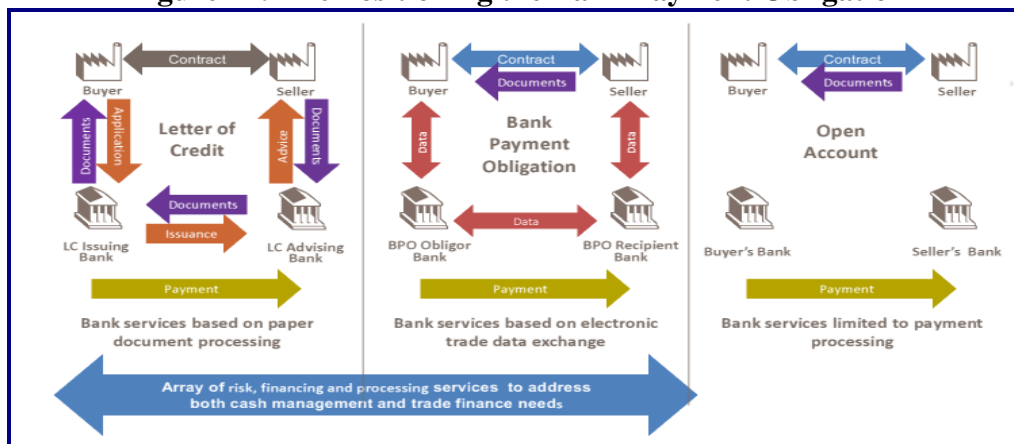 Contract
Buyer
Seller
Documents
Application
Letter of
Credit
Advice
Documents
Documents
Issuance
LC Issuing
Bank
LC Advising
Bank
Payment
Bank services based on paper
document processing
Contract
Documents
Buyer
Seller
Data
Bank
Payment
Obligation
Data
Data
BPO Obligor
Bank
BPO Recipient
Bank
Payment
Bank services based on electronic
trade data exchange
Contract
Documents
Buyer
Seller
Open
Account
Buyer's Bank
Seller's Bank
Payment
Bank services limited to payment
processing
Array of risk, financing and processing services to address
both cash management and trade finance needs